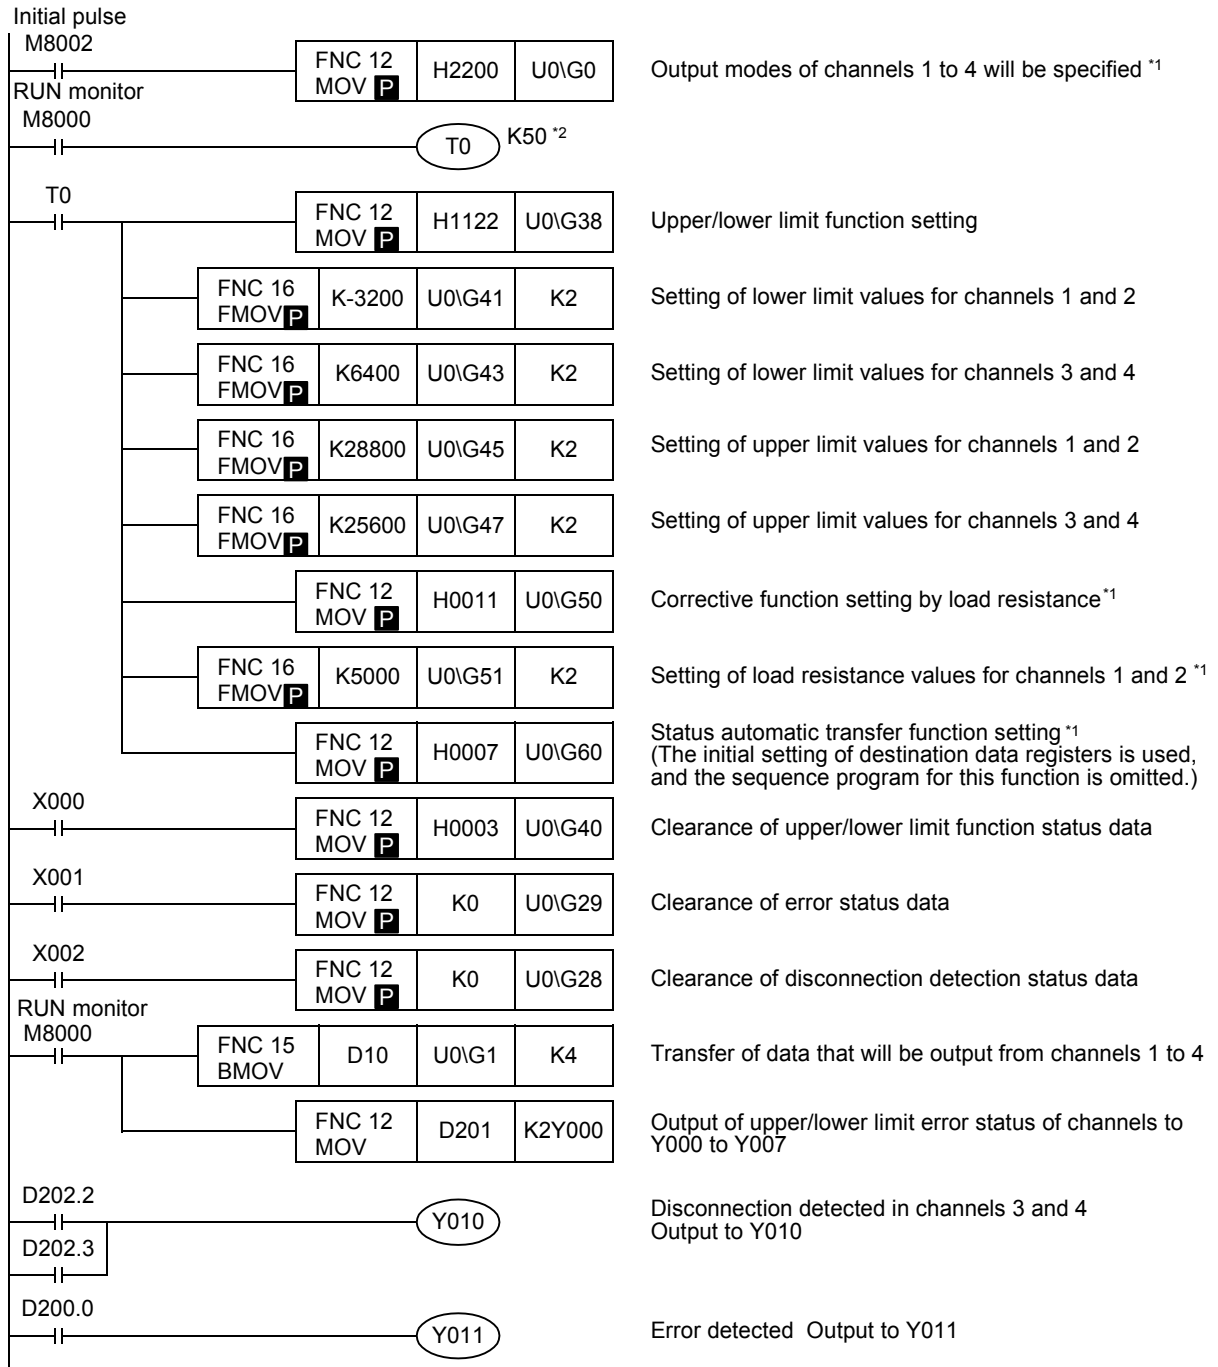 Initial pulse
M8002
FNC 12
MOV P
H2200
U0\G0
Output modes of channels 1 to 4 will be specified *1
RUN monitor
M8000
T0
K50 *2
T0
FNC 12
MOV P
H1122
U0\G38
Upper/lower limit function setting
FNC 16
FMOV P
K-3200
U0\G41
K2
Setting of lower limit values for channels 1 and 2
FNC 16
FMOV P
K6400
U0\G43
K2
Setting of lower limit values for channels 3 and 4
FNC 16
FMOV P
K28800
U0\G45
K2
Setting of upper limit values for channels 1 and 2
FNC 16
FMOV P
K25600
U0\G47
K2
Setting of upper limit values for channels 3 and 4
FNC 12
MOV P
H0011
U0\G50
Corrective function setting by load resistance *1
FNC 16
FMOV P
K5000
U0\G51
K2
Setting of load resistance values for channels 1 and 2 *1
FNC 12
MOV P
H0007
U0\G60
Status automatic transfer function setting *1
(The initial setting of destination data registers is used,
and the sequence program for this function is omitted.)
X000
FNC 12
MOV P
H0003
U0\G40
Clearance of upper/lower limit function status data
X001
FNC 12
MOV P
K0
U0\G29
Clearance of error status data
X002
FNC 12
MOV P
K0
U0\G28
Clearance of disconnection detection status data
RUN monitor
M8000
FNC 15
BMOV
D10
U0\G1
K4
Transfer of data that will be output from channels 1 to 4
FNC 12
MOV
D201
K2Y000
Output of upper/lower limit error status of channels to
Y000 to Y007
D202.2
Y010
Disconnection detected in channels 3 and 4
Output to Y010
D202.3
D200.0
Y011
Error detected Output to Y011